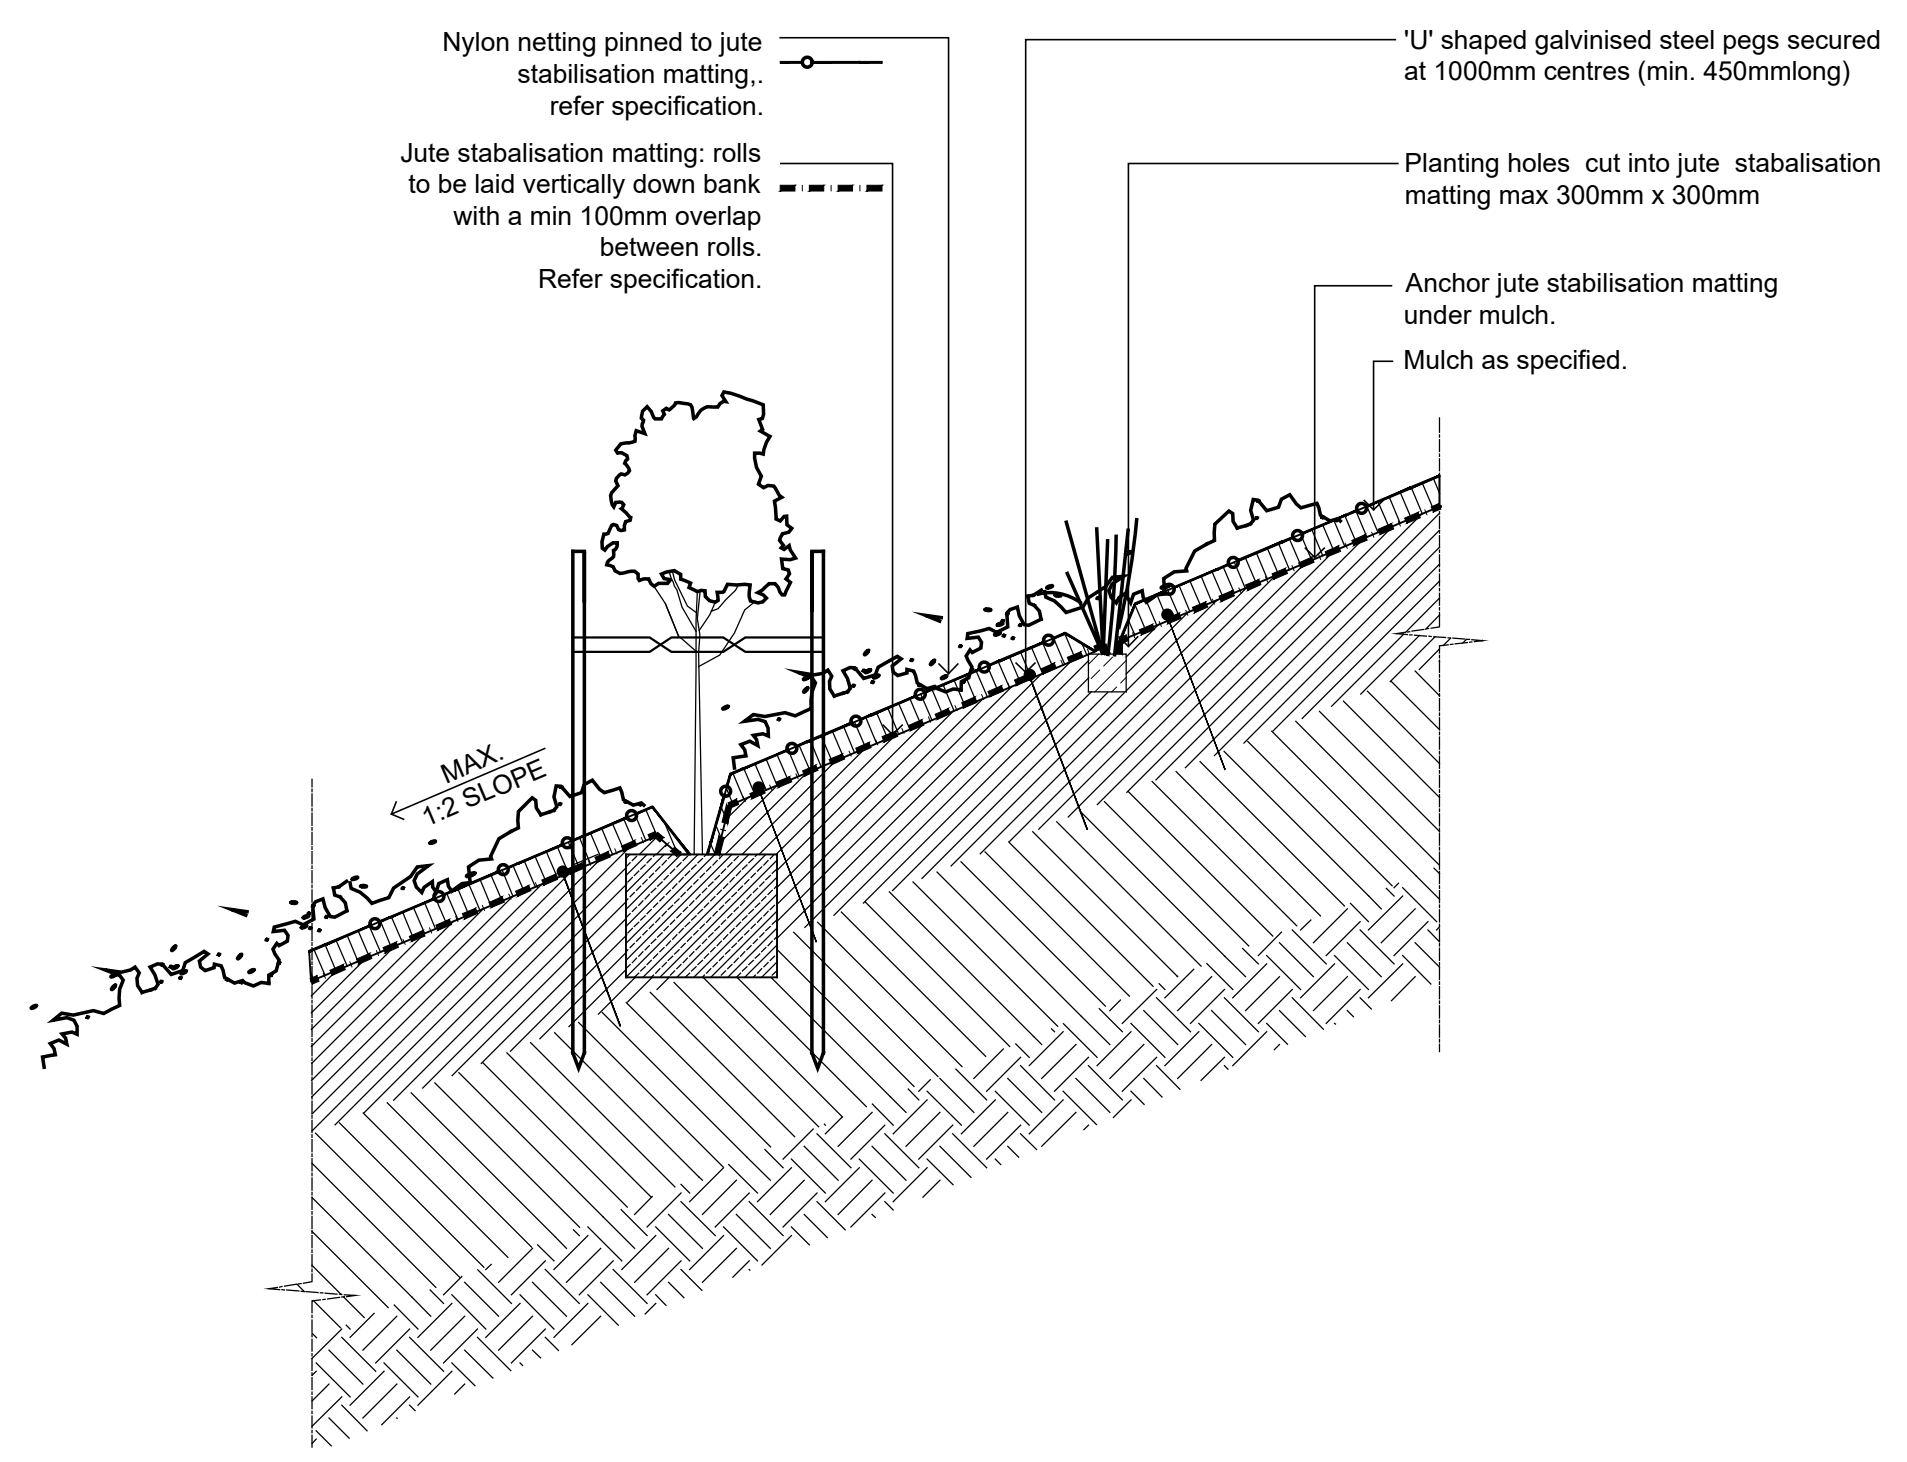 Nylon netting pinned to jute
stabilisation matting,.
refer specification.
Jute stabalisation matting: rolls
to be laid vertically down bank
with a min 100mm overlap
between rolls.
Refer specification.
'U' shaped galvinised steel pegs secured
at 1000mm centres (min. 450mmlong)
Planting holes cut into jute stabalisation
matting max 300mm x 300mm
Anchor jute stabilisation matting
under mulch.
Mulch as specified.
MAX.
1:2 SLOPE